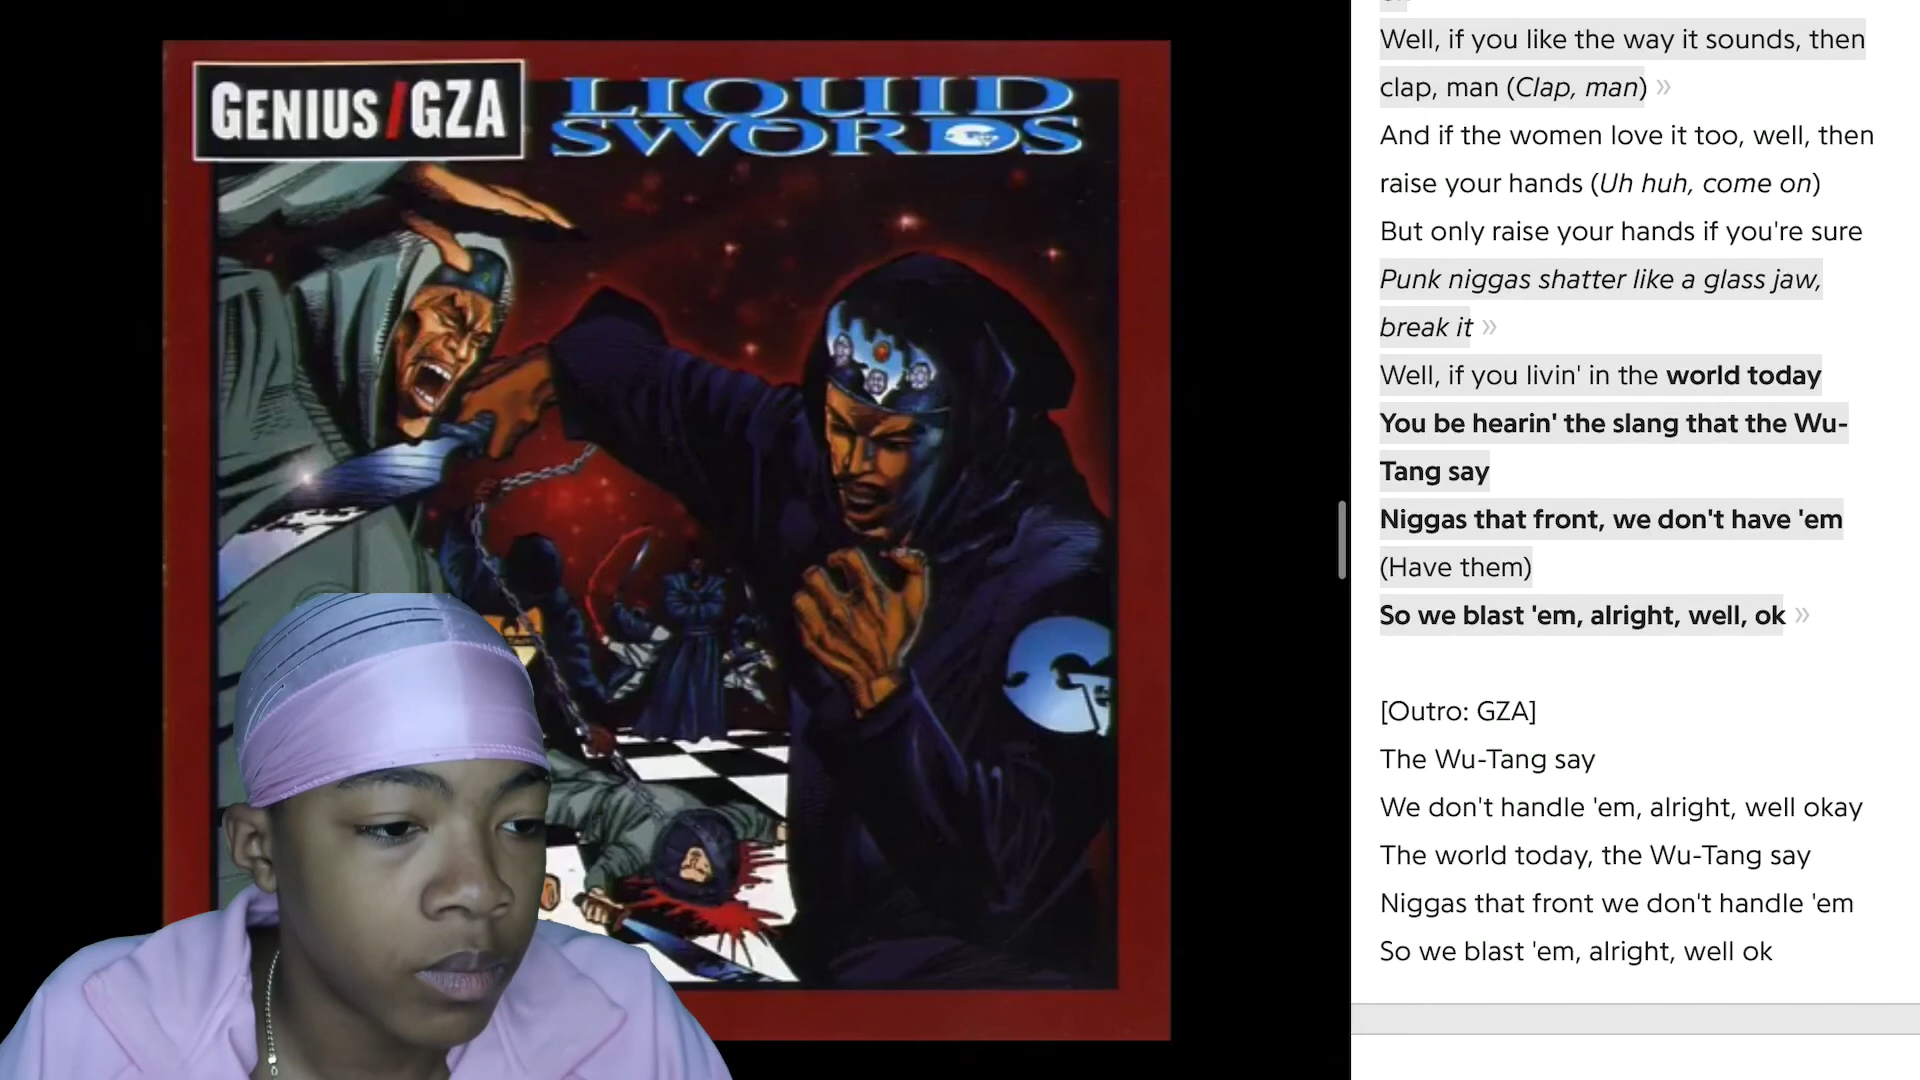 GENIUS/GZA
LIQUID
SWORDS
Well, if you like the way it sounds, then
clap, man (Clap, man) »
And if the women love it too, well, then
raise your hands (Uh huh, come on)
But only raise your hands if you're sure
Punk niggas shatter like a glass jaw,
break it »
Well, if you livin' in the world today
You be hearin' the slang that the Wu-
Tang say
Niggas that front, we don't have 'em
(Have them)
So we blast 'em, alright, well, ok »
[Outro: GZA]
The Wu-Tang say
We don't handle 'em, alright, well okay
The world today, the Wu-Tang say
Niggas that front we don't handle 'em
So we blast 'em, alright, well ok